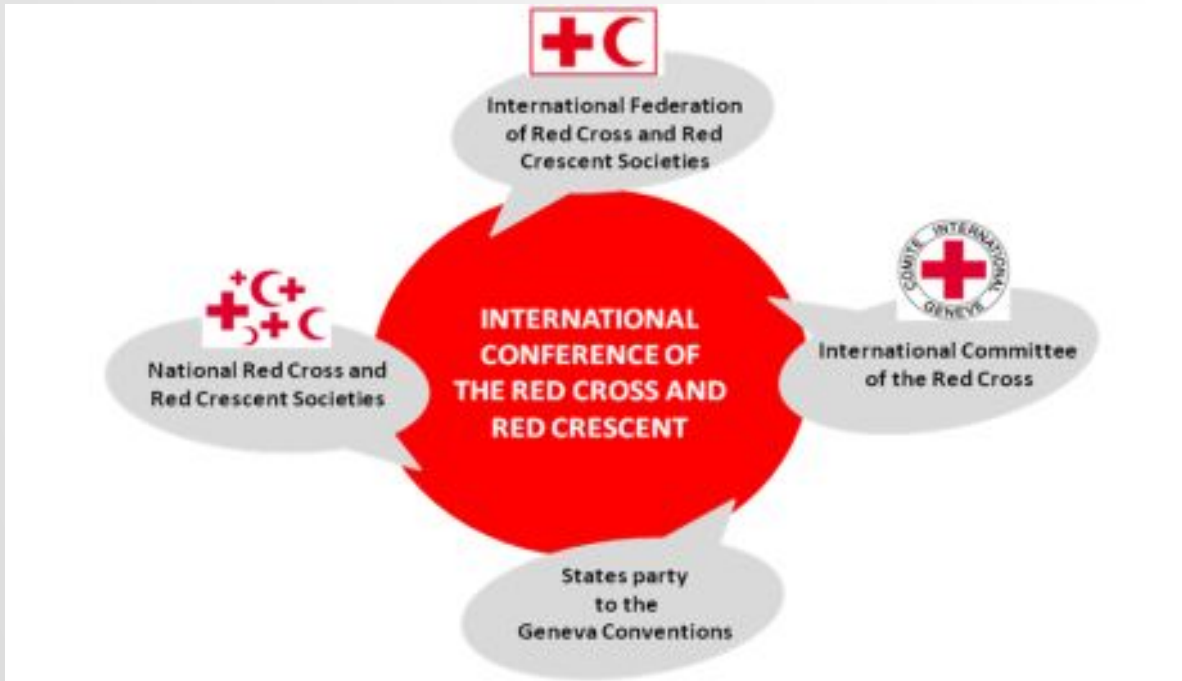 International Federation
of Red Cross and Red
Crescent Societies
COMITE INTERNATIONAL
GENEVE
International Committee
of the Red Cross
National Red Cross and
Red Crescent Societies
INTERNATIONAL
CONFERENCE OF
THE RED CROSS AND
RED CRESCENT
States party
to the
Geneva Conventions